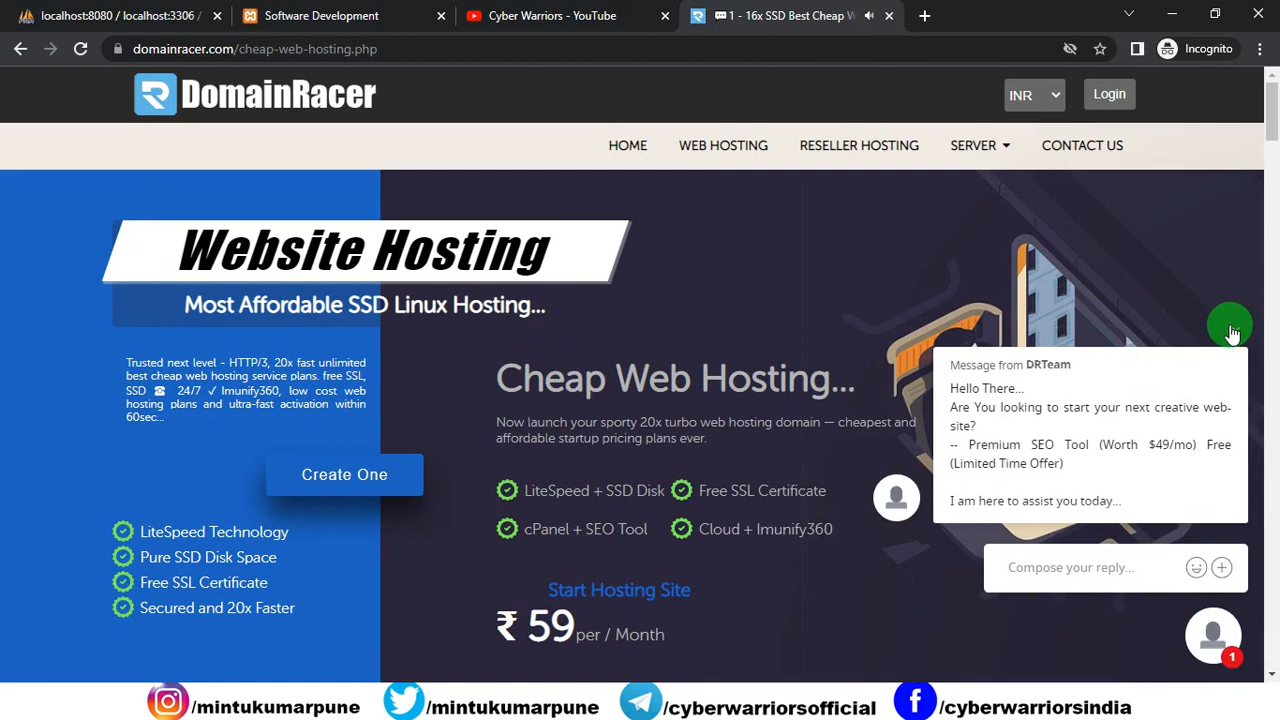 localhost:8080 / localhost:3306 /
Software Development
Cyber Warriors - YouTube
1 - 16x SSD Best Cheap W
domainracer.com/cheap-web-hosting.php
Incognito
DomainRacer
INR
Login
HOME
WEB HOSTING
RESELLER HOSTING
SERVER
CONTACT US
Website Hosting
Most Affordable SSD Linux Hosting...
Trusted next level - HTTP/3, 20x fast unlimited
best cheap web hosting service plans. free SSL,
SSD ☎ 24/7 √ Imunify360, low cost web
hosting plans and ultra-fast activation within
60sec...
Create One
LiteSpeed Technology
Pure SSD Disk Space
Free SSL Certificate
Secured and 20x Faster
Cheap Web Hosting...
Now launch your sporty 20x turbo web hosting domain — cheapest and
affordable startup pricing plans ever.
LiteSpeed + SSD Disk
Free SSL Certificate
cPanel + SEO Tool
Cloud + Imunify360
Start Hosting Site
₹ 59 per / Month
Message from DRTeam
Hello There...
Are You looking to start your next creative web-
site?
-- Premium SEO Tool (Worth $49/mo) Free
(Limited Time Offer)
I am here to assist you today...
Compose your reply...
1
/mintukumarpune
/mintukumarpune
/cyberwarriorsofficial
/cyberwarriorsindia